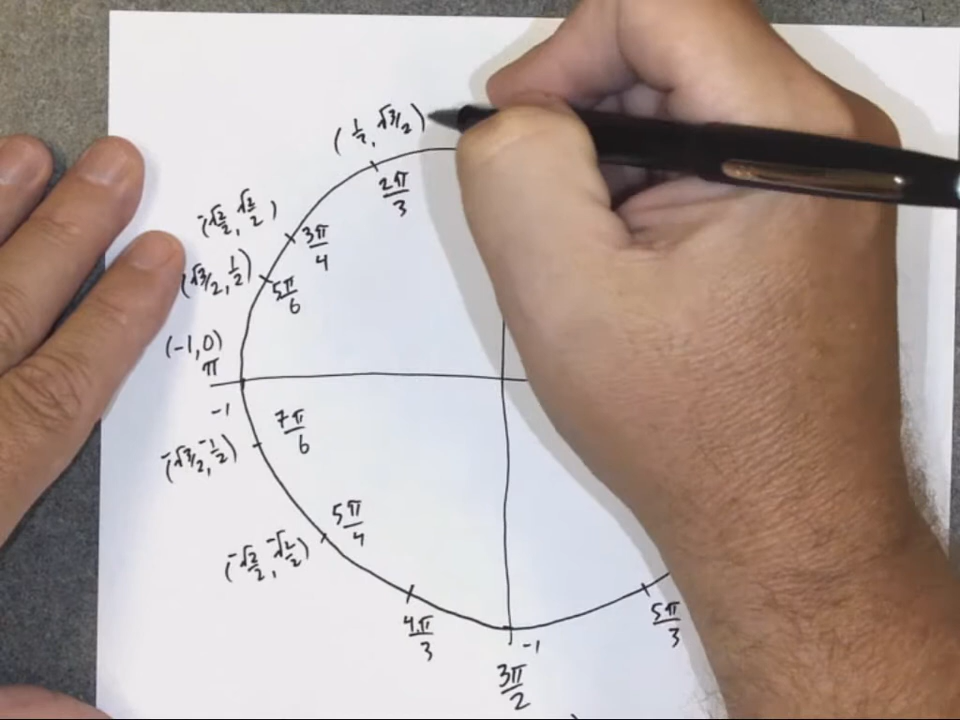 (1/2, √3/2)
2π/3
-(√2/2, √2/2)
3π/4
(√3/2, 1/2)
5π/6
(-1,0)
π
-1
7π/6
-(√3/2, -1/2)
5π/4
(-√2/2, -√2/2)
4π/3
5π/3
-1
3π/2